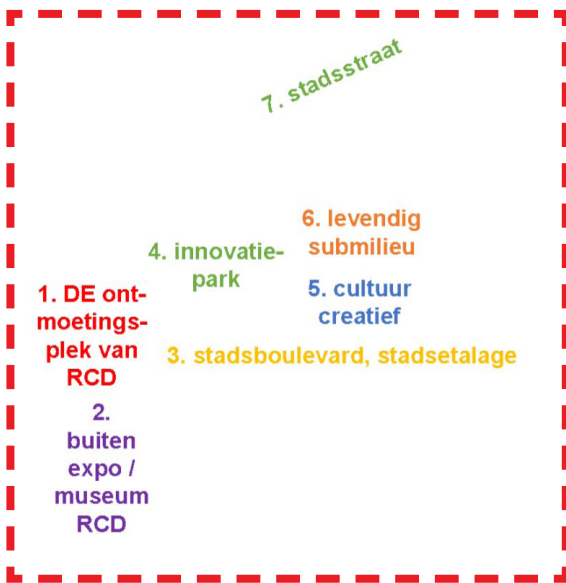 7. stadsstraat
6. levendig
submilieu
4. innovatie-
park
5. cultuur
creatief
1. DE ont-
moetings-
plek van
RCD
3. stadsboulevard, stadsetalage
2.
buiten
expo /
museum
RCD